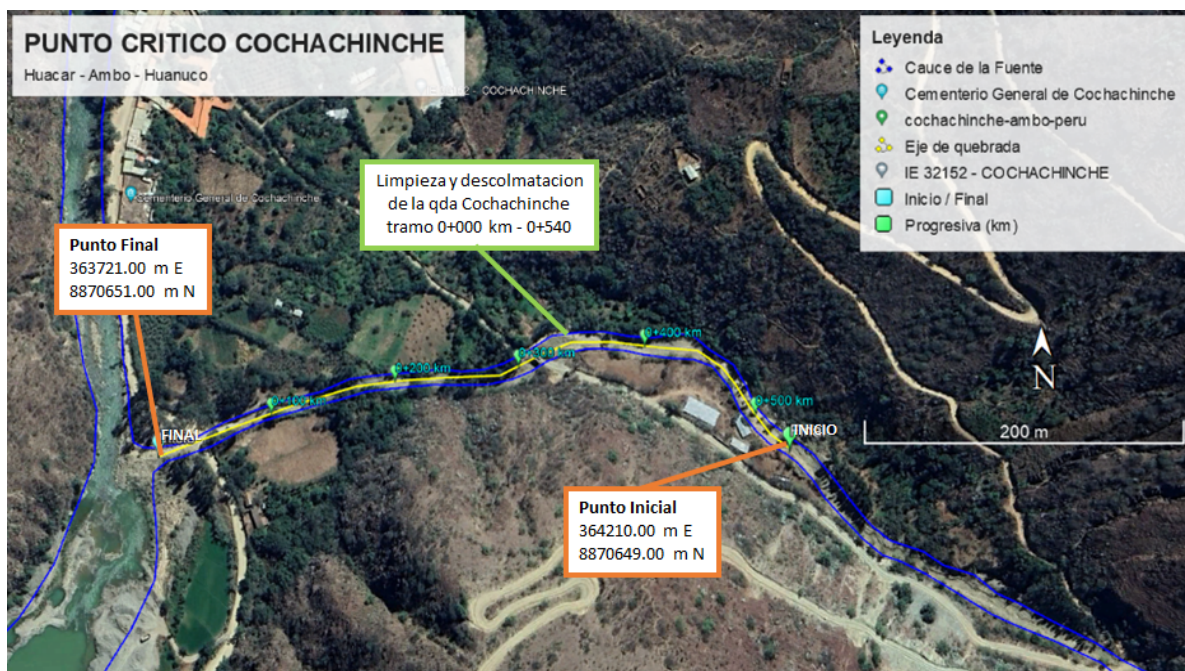 PUNTO CRITICO COCHACHINCHE
Huacar - Ambo - Huanuco
Leyenda
Cauce de la Fuente
Cementerio General de Cochachinche
cochachinche-ambo-peru
Eje de quebrada
IE 32152 - COCHACHINCHE
Inicio / Final
Progresiva (km)
- COCHACHINCHE
Limpieza y descolmatacion
de la qda Cochachinche
tramo 0+000 km - 0+540
Cementerio General de Cochachinche
Punto Final
363721.00 m E
8870651.00 m N
0+400 km
0+200 km
0+500 km
FINAL
INICIO
N
200 m
Punto Inicial
364210.00 m E
8870649.00 m N